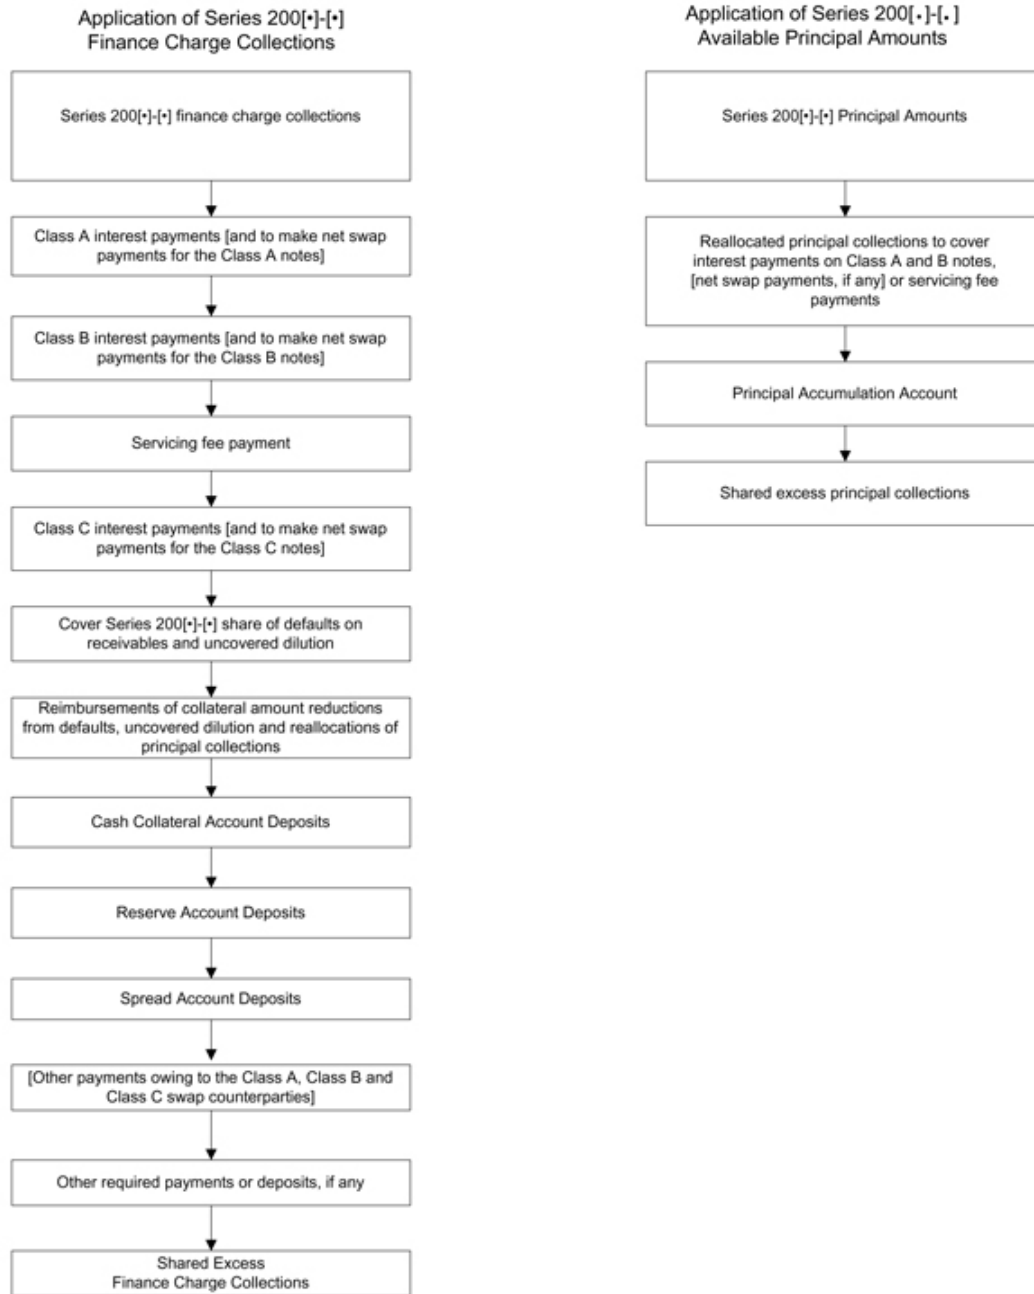 Application of Series 200[•]-[•]
Finance Charge Collections
Series 200[•]-[•] finance charge collections
Class A interest payments [and to make net swap
payments for the Class A notes]
Class B interest payments [and to make net swap
payments for the Class B notes]
Servicing fee payment
Class C interest payments [and to make net swap
payments for the Class C notes]
Cover Series 200[•]-[•] share of defaults on
receivables and uncovered dilution
Reimbursements of collateral amount reductions
from defaults, uncovered dilution and reallocations of
principal collections
Cash Collateral Account Deposits
Reserve Account Deposits
Spread Account Deposits
[Other payments owing to the Class A, Class B and
Class C swap counterparties]
Other required payments or deposits, if any
Shared Excess
Finance Charge Collections
Application of Series 200[.]-[.]
Available Principal Amounts
Series 200[•]-[•] Principal Amounts
Reallocated principal collections to cover
interest payments on Class A and B notes,
[net swap payments, if any] or servicing fee
payments
Principal Accumulation Account
Shared excess principal collections